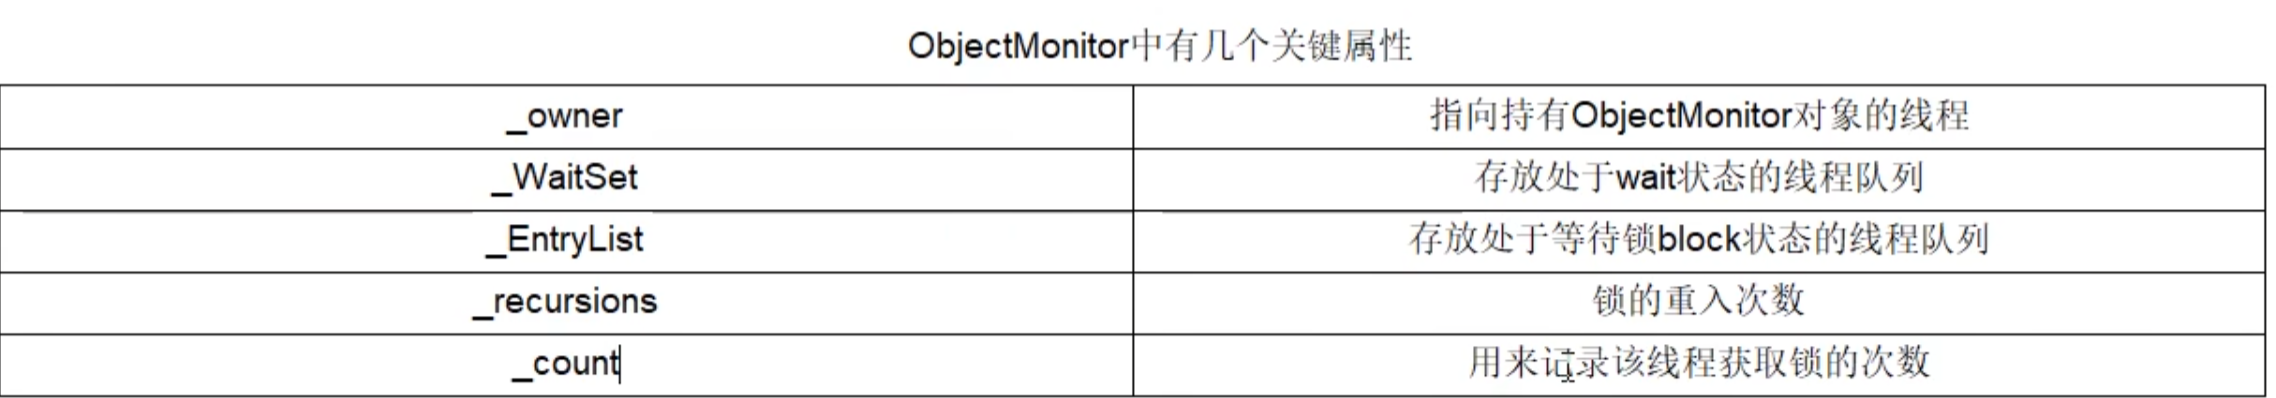 ObjectMonitor中有几个关键属性
_owner 指向持有ObjectMonitor对象的线程
_WaitSet 存放处于wait状态的线程队列
_EntryList 存放处于等待锁block状态的线程队列
_recursions 锁的重入次数
_count 用来记录该线程获取锁的次数